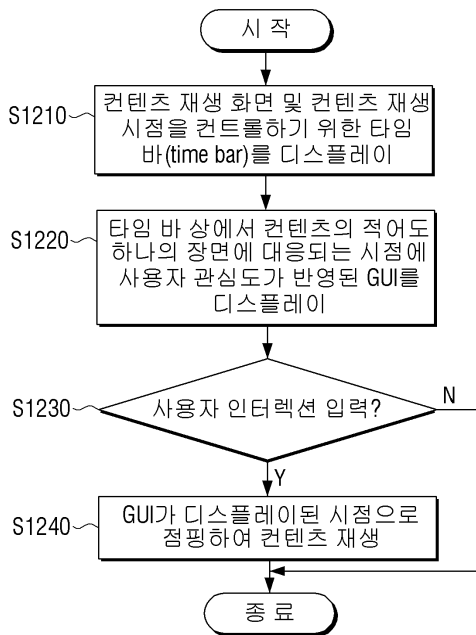 시 작
S1210
컨텐츠 재생 화면 및 컨텐츠 재생
시점을 컨트롤하기 위한 타임
바(time bar)를 디스플레이
S1220
타임 바 상에서 컨텐츠의 적어도
하나의 장면에 대응되는 시점에
사용자 관심도가 반영된 GUI를
디스플레이
S1230
사용자 인터렉션 입력?
N
Y
S1240
GUI가 디스플레이된 시점으로
점핑하여 컨텐츠 재생
종 료